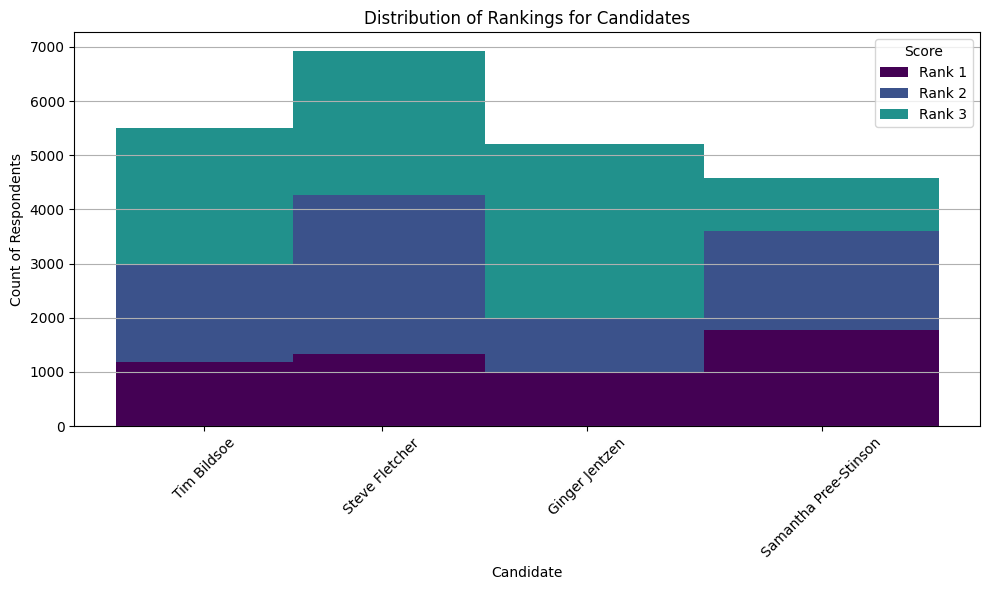 Distribution of Rankings for Candidates
Score
Rank 1
Rank 2
Rank 3
Count of Respondents
7000
6000
5000
4000
3000
2000
1000
0
Tim Bildsoe
Steve Fletcher
Ginger Jentzen
Samantha Pree-Stinson
Candidate